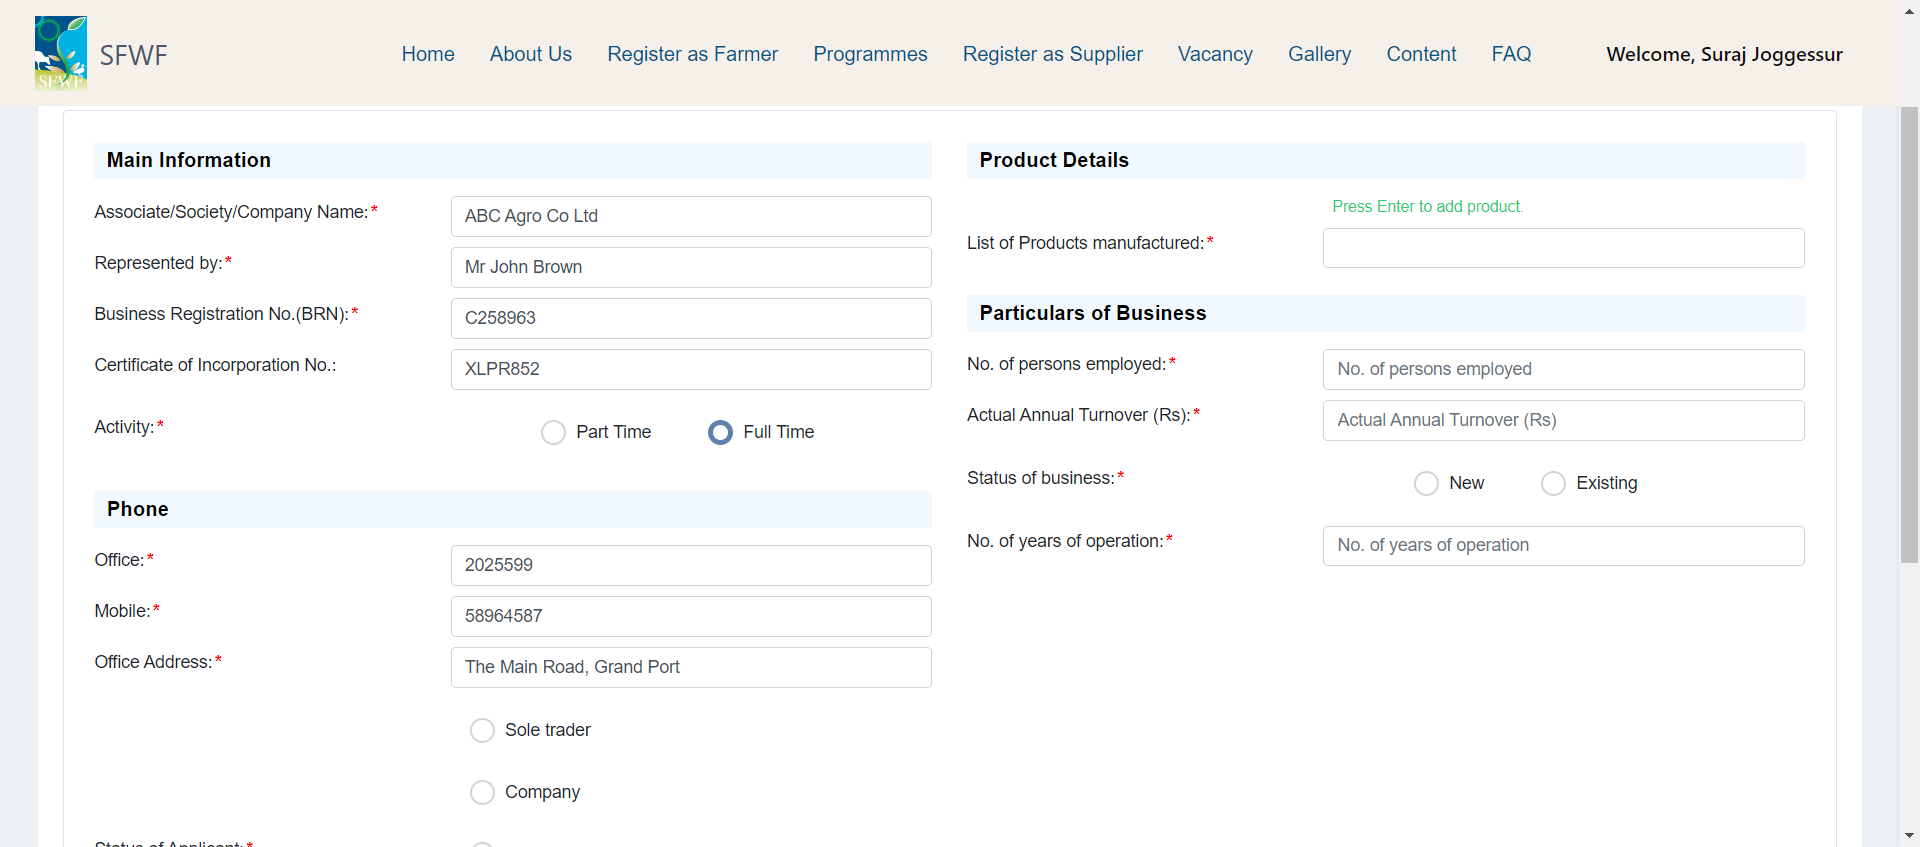 SFWF
SFWF
Home
About Us
Register as Farmer
Programmes
Register as Supplier
Vacancy
Gallery
Content
FAQ
Welcome, Suraj Joggessur
Main Information
Associate/Society/Company Name:*
ABC Agro Co Ltd
Represented by:*
Mr John Brown
Business Registration No.(BRN):*
C258963
Certificate of Incorporation No.:
XLPR852
Activity:*
Part Time
Full Time
Phone
Office:*
2025599
Mobile:*
58964587
Office Address:*
The Main Road, Grand Port
Sole trader
Company
Status of Applicant:*
Product Details
Press Enter to add product.
List of Products manufactured:*
Particulars of Business
No. of persons employed:*
No. of persons employed
Actual Annual Turnover (Rs):*
Actual Annual Turnover (Rs)
Status of business:*
New
Existing
No. of years of operation:*
No. of years of operation